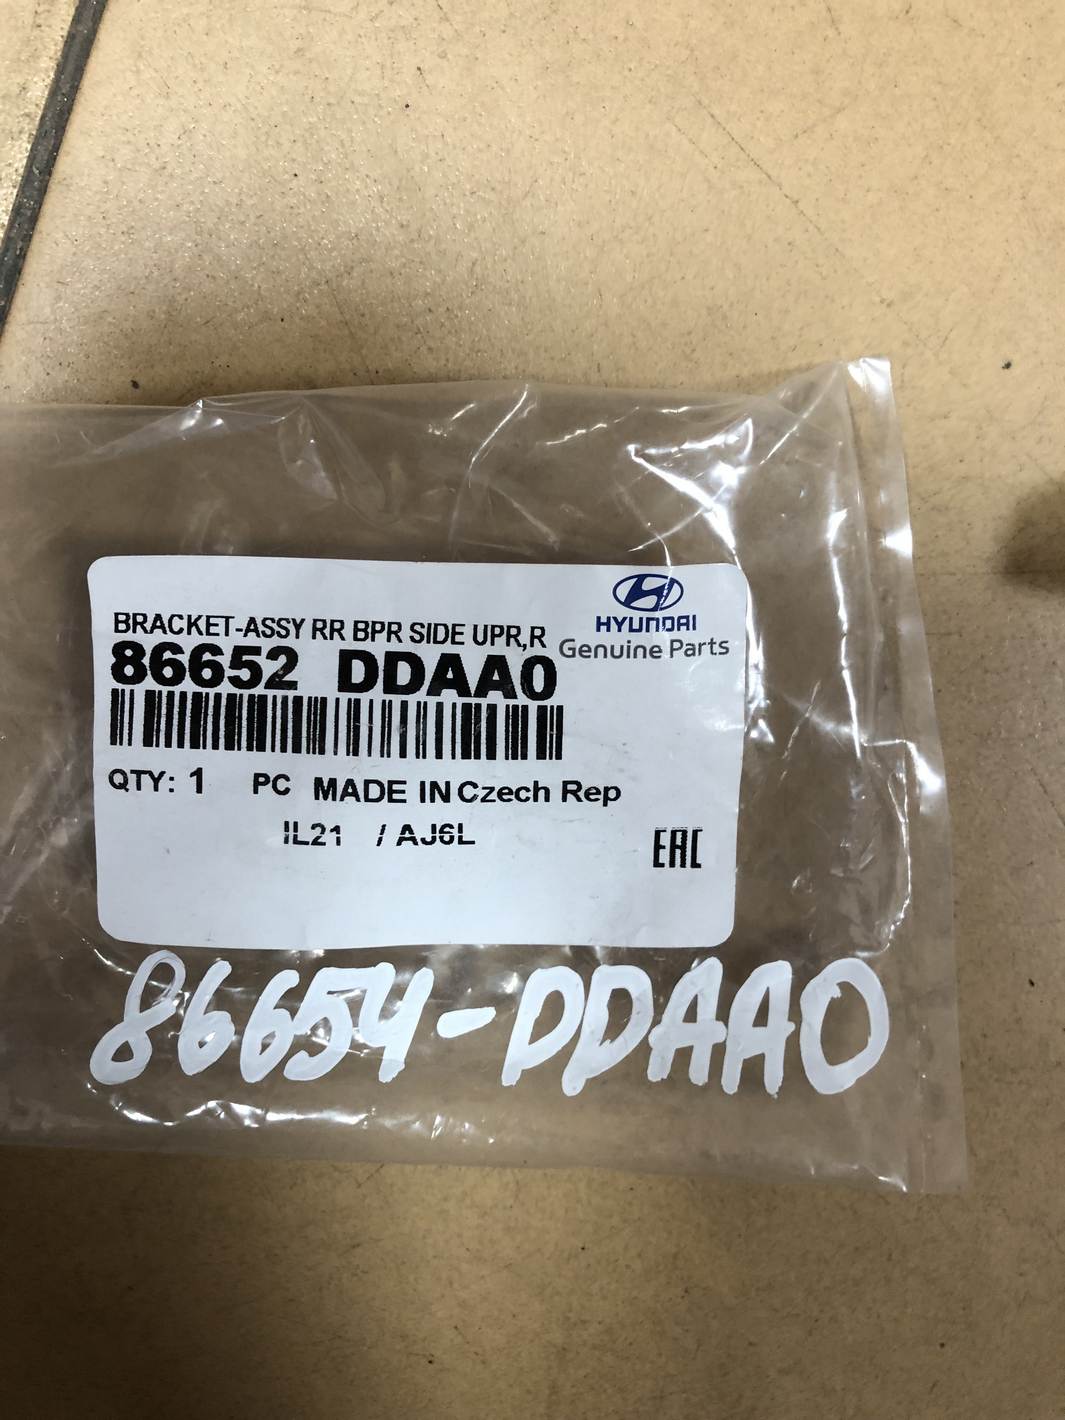 HYUNDAI
Genuine Parts
BRACKET-ASSY RR BPR SIDE UPR,R
86652 DDAA0
QTY: 1 PC MADE IN Czech Rep
IL21 / AJ6L
EAC
86654-DDAA0